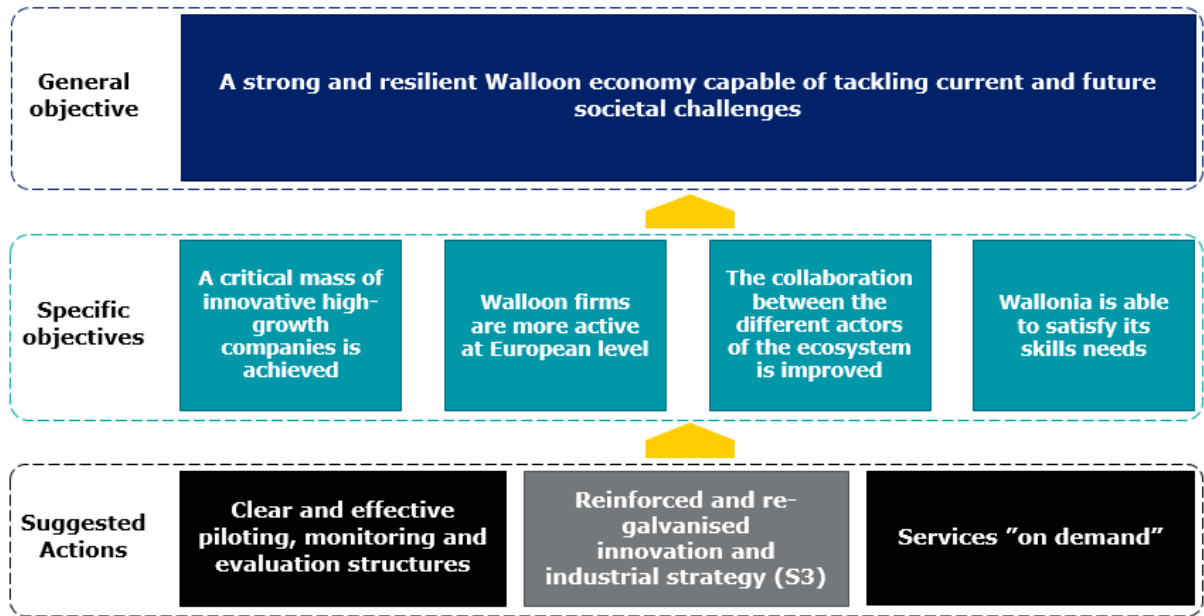 General
objective
A strong and resilient Walloon economy capable of tackling current and future
societal challenges
Specific
objectives
A critical mass of
innovative high-
growth
companies is
achieved
Walloon firms
are more active
at European level
The collaboration
between the
different actors
of the ecosystem
is improved
Wallonia is able
to satisfy its
skills needs
Suggested
Actions
Clear and effective
piloting, monitoring and
evaluation structures
Reinforced and re-
galvanised
innovation and
industrial strategy (S3)
Services ”on demand”